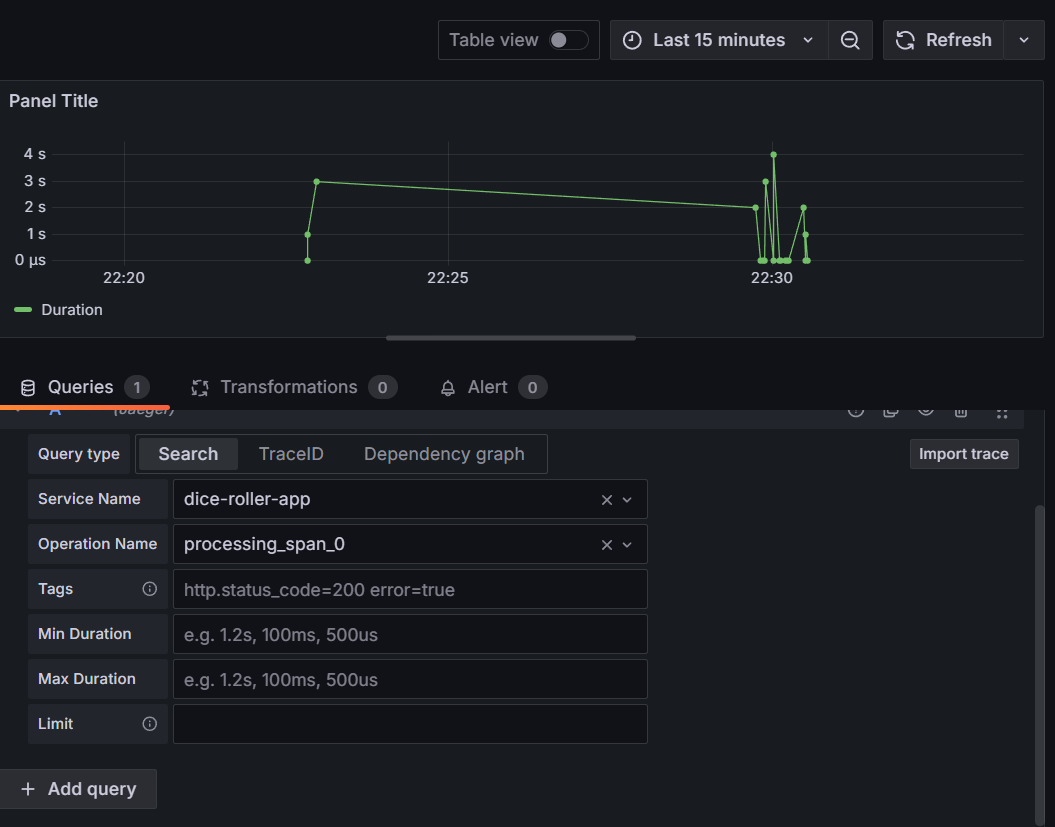 Table view
Last 15 minutes
Refresh
Panel Title
4 s
3 s
2 s
1 s
0 µs
22:20 22:25 22:30
Duration
Queries 1 Transformations 0 Alert 0
A (Jaeger)
Query type Search TraceID Dependency graph Import trace
Service Name dice-roller-app
Operation Name processing_span_0
Tags http.status_code=200 error=true
Min Duration e.g. 1.2s, 100ms, 500us
Max Duration e.g. 1.2s, 100ms, 500us
Limit
+ Add query